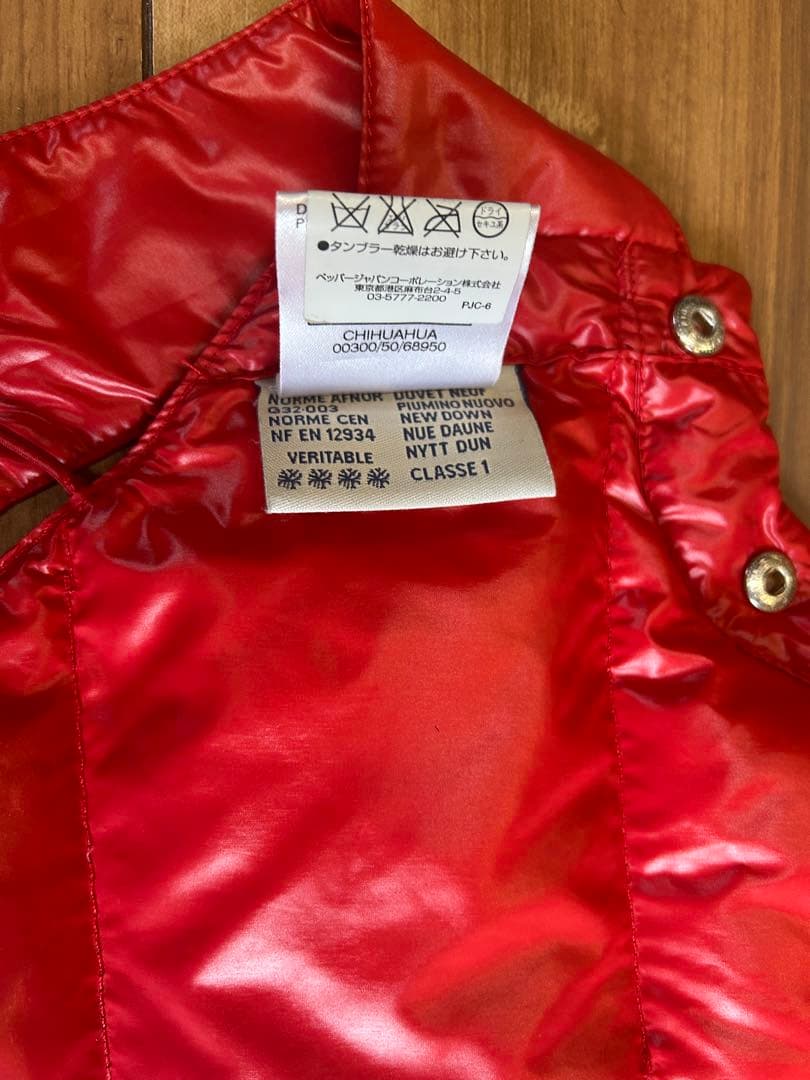 D
P
ドライ
セキユ系
●タンブラー乾燥はお避け下さい。
ペッパージャパンコーポレーション株式会社
東京都港区麻布台2-4-5
03-5777-2200
PJC-6
CHIHUAHUA
00300/50/68950
NORME AFNOR
G32-003
NORME CEN
NF EN 12934
VERITABLE
DUVET NEUF
PIUMINO NUOVO
NEW DOWN
NUE DAUNE
NYTT DUN
CLASSE 1